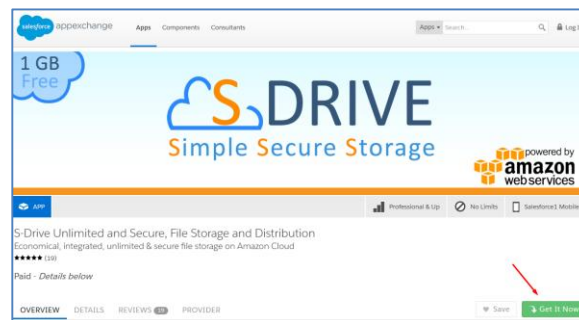 salesforce appexchange Apps Components Consultants Apps Search... Log I
1 GB
Free
S-DRIVE
Simple Secure Storage
powered by
amazon
web services
APP Professional & Up No Limits Salesforce1 Mobile
S-Drive Unlimited and Secure, File Storage and Distribution
Economical, integrated, unlimited & secure file storage on Amazon Cloud
★★★★★ (19)
Paid - Details below
OVERVIEW DETAILS REVIEWS 19 PROVIDER Save Get It Now